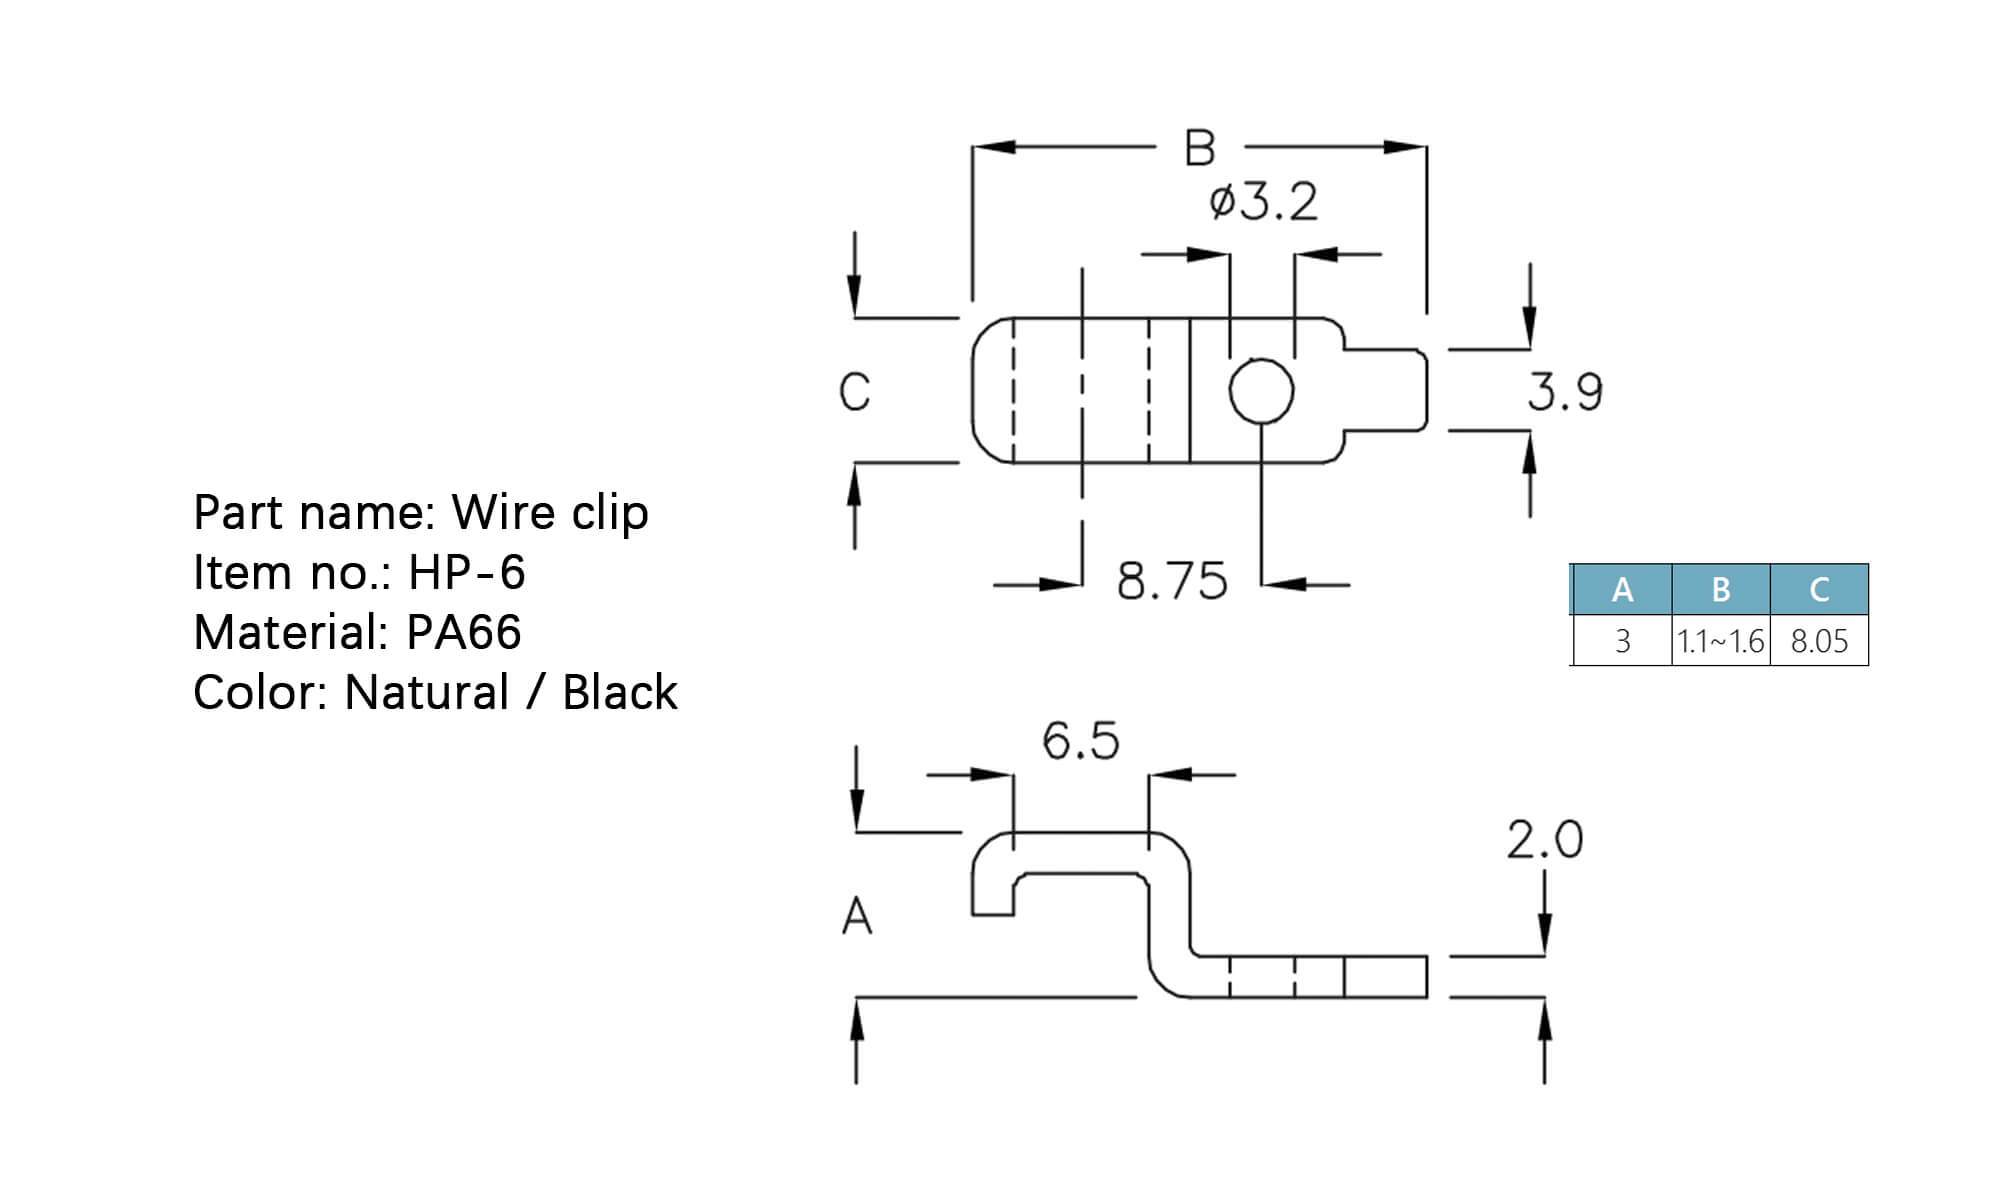 B
ø3.2
C
3.9
8.75
Part name: Wire clip
Item no.: HP-6
Material: PA66
Color: Natural / Black
A B C
3 1.1~1.6 8.05
6.5
2.0
A